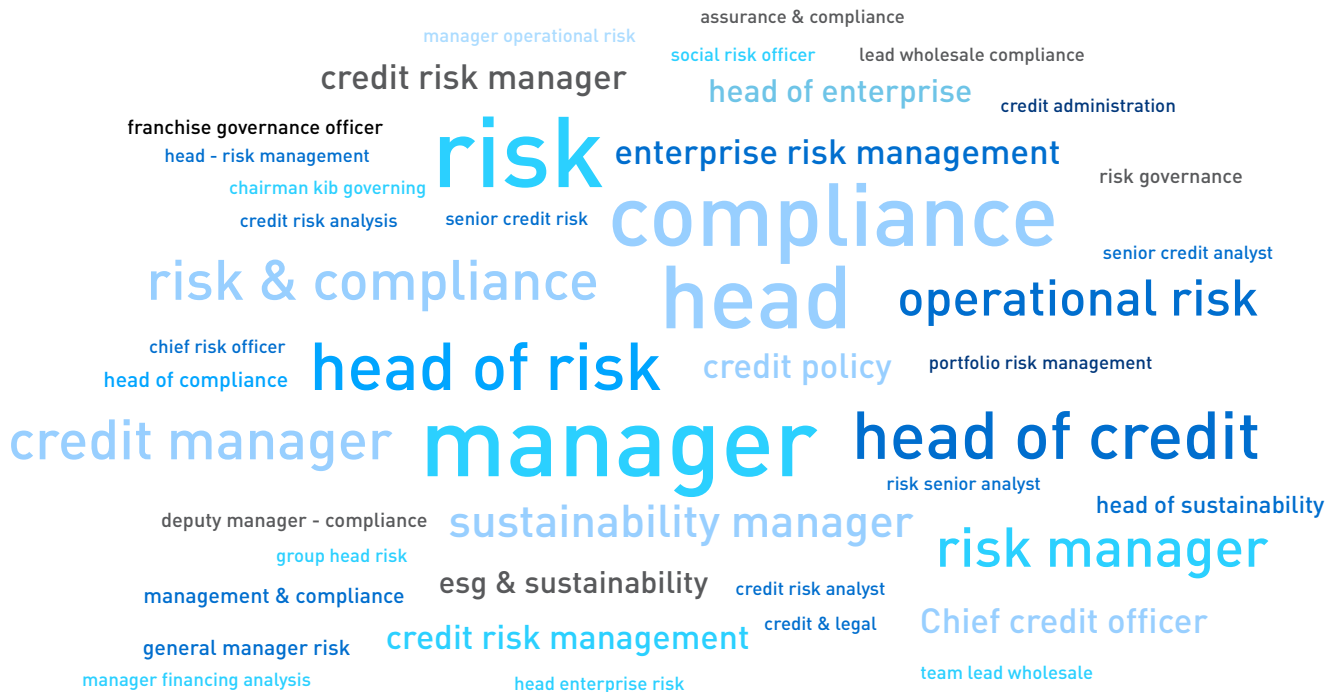 assurance & compliance
manager operational risk
social risk officer
lead wholesale compliance
credit risk manager
head of enterprise
credit administration
franchise governance officer
risk
enterprise risk management
head - risk management
risk governance
chairman kib governing
compliance
credit risk analysis
senior credit risk
senior credit analyst
risk & compliance
head
operational risk
chief risk officer
head of risk
credit policy
portfolio risk management
head of compliance
credit manager
manager
head of credit
risk senior analyst
head of sustainability
deputy manager - compliance
sustainability manager
risk manager
group head risk
esg & sustainability
credit risk analyst
management & compliance
credit & legal
Chief credit officer
general manager risk
credit risk management
team lead wholesale
manager financing analysis
head enterprise risk